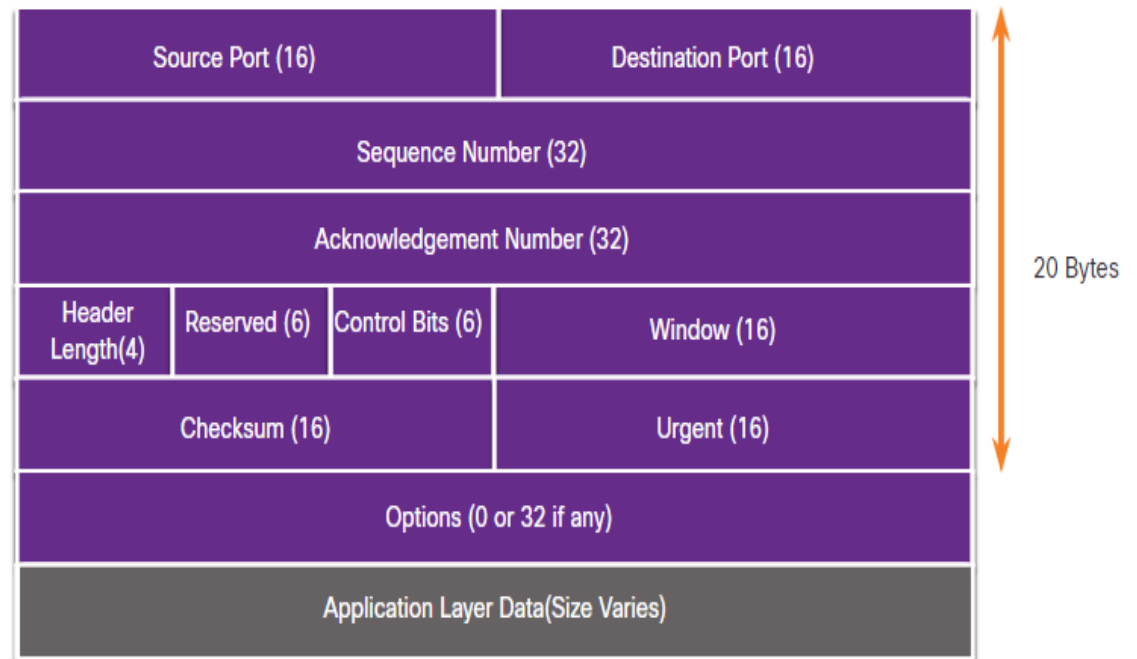 Source Port (16)
Destination Port (16)
Sequence Number (32)
Acknowledgement Number (32)
20 Bytes
Header
Length(4)
Reserved (6)
Control Bits (6)
Window (16)
Checksum (16)
Urgent (16)
Options (0 or 32 if any)
Application Layer Data(Size Varies)